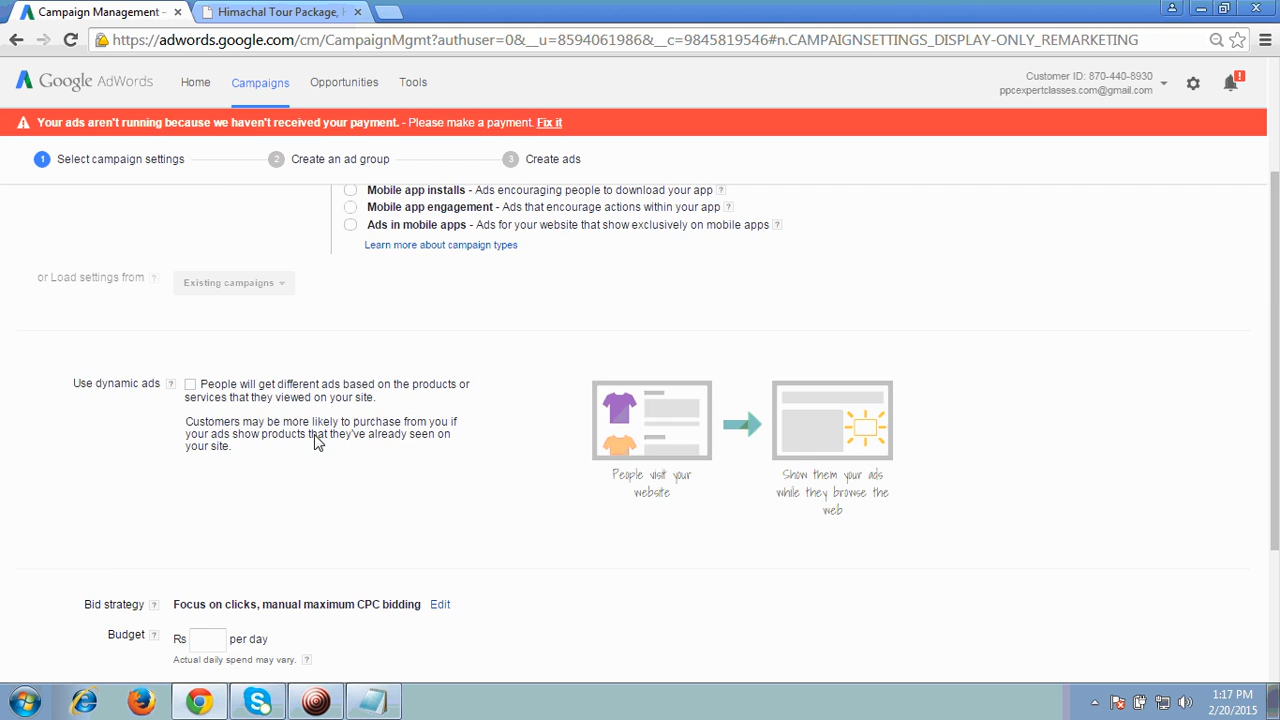 Campaign Management -
Himachal Tour Package,
https://adwords.google.com/cm/CampaignMgmt?authuser=0&__u=8594061986&__c=9845819546#n.CAMPAIGNSETTINGS_DISPLAY-ONLY_REMARKETING
Google AdWords
Home
Campaigns
Opportunities
Tools
Customer ID: 870-440-8930
ppcexpertclasses.com@gmail.com
Your ads aren't running because we haven't received your payment. - Please make a payment. Fix it
1 Select campaign settings
2 Create an ad group
3 Create ads
Mobile app installs - Ads encouraging people to download your app ?
Mobile app engagement - Ads that encourage actions within your app ?
Ads in mobile apps - Ads for your website that show exclusively on mobile apps ?
Learn more about campaign types
or Load settings from ?
Existing campaigns
Use dynamic ads ?
People will get different ads based on the products or
services that they viewed on your site.
Customers may be more likely to purchase from you if
your ads show products that they've already seen on
your site.
People visit your
website
Show them your ads
while they browse the
web
Bid strategy ?
Focus on clicks, manual maximum CPC bidding Edit
Budget ?
Rs per day
Actual daily spend may vary. ?
1:17 PM
2/20/2015